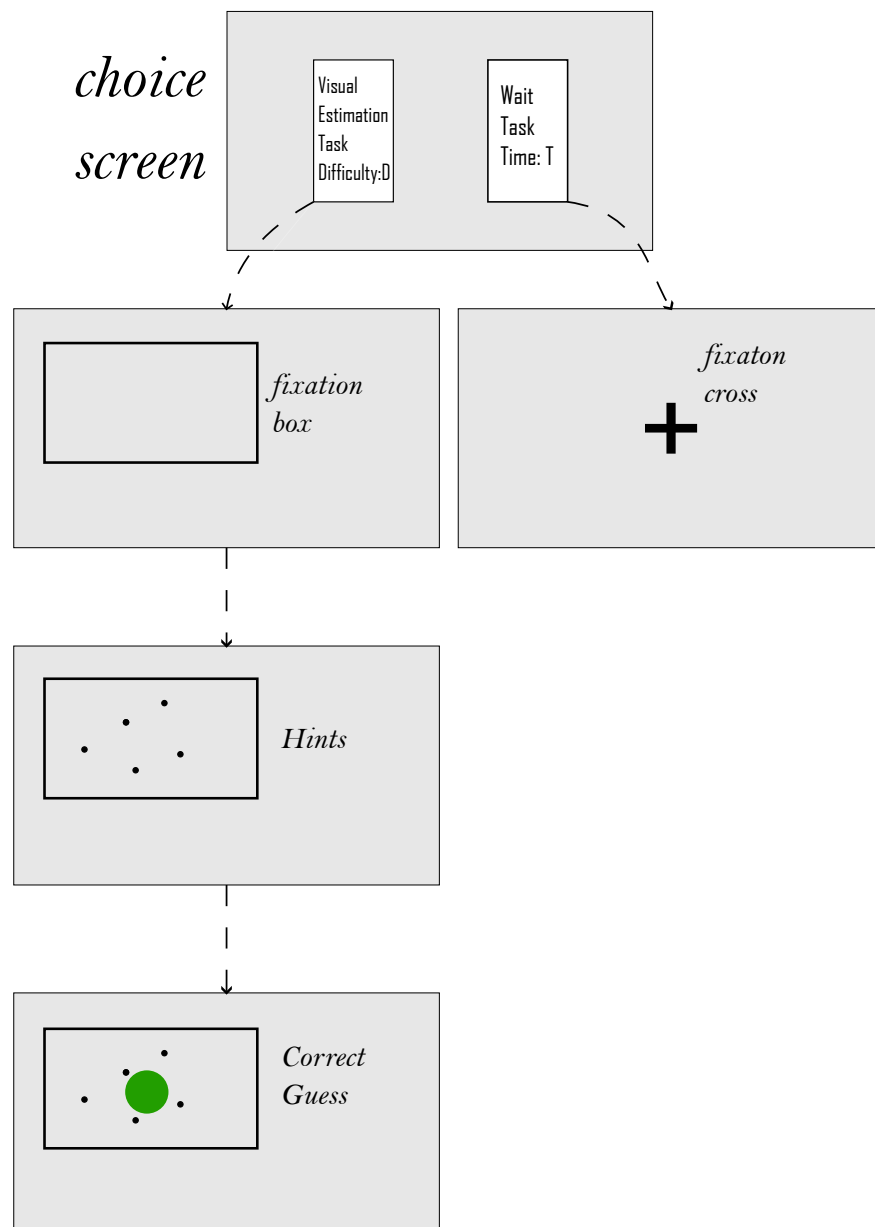 choice
screen
Visual
Estimation
Task
Difficulty:D
Wait
Task
Time: T
fixation
box
fixaton
cross
Hints
Correct
Guess